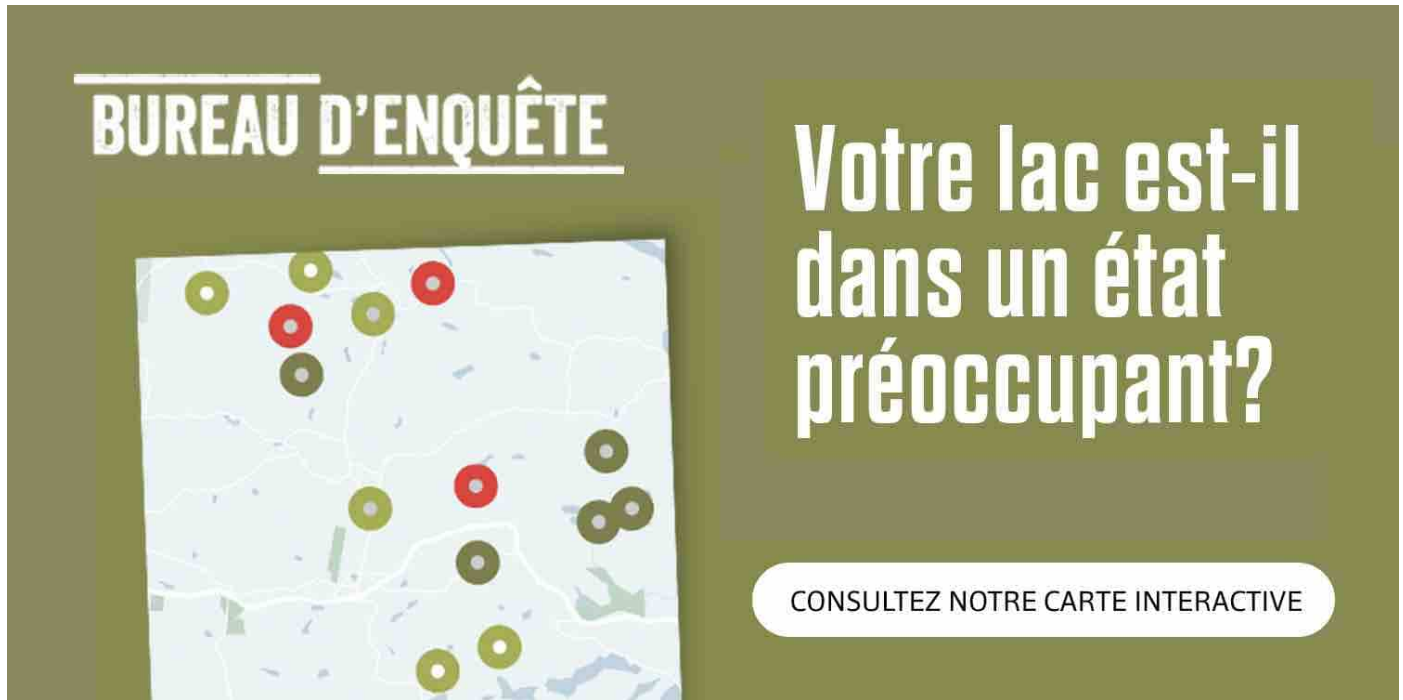 BUREAU D'ENQUÊTE
Votre lac est-il
dans un état
préoccupant?
CONSULTEZ NOTRE CARTE INTERACTIVE